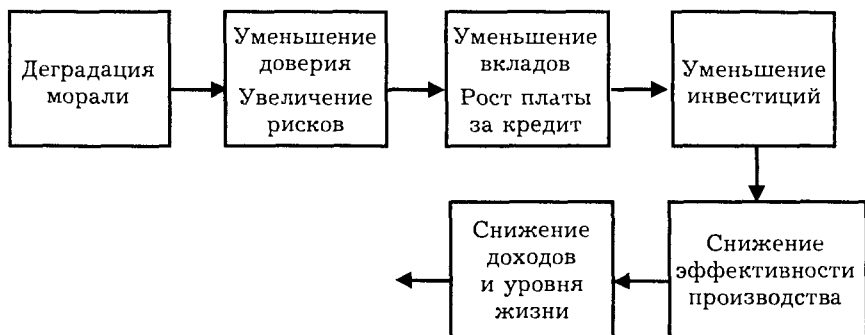 Деградация
морали
Уменьшение
доверия
Увеличение
рисков
Уменьшение
вкладов
Рост платы
за кредит
Уменьшение
инвестиций
Снижение
эффективности
производства
Снижение
доходов
и уровня
жизни